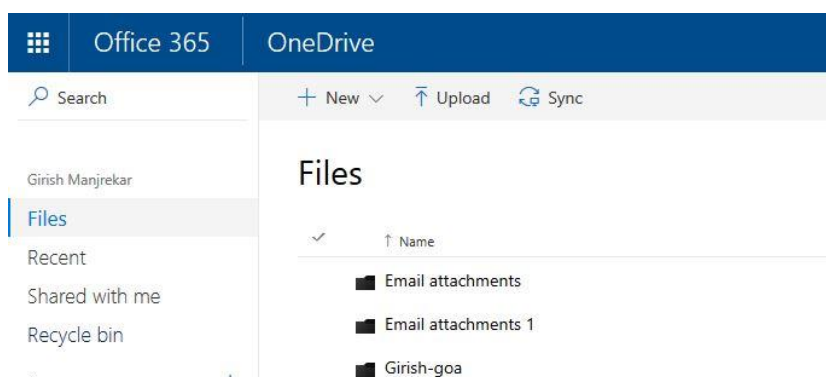 Office 365
OneDrive
Search
New
Upload
Sync
Girish Manjrekar
Files
Recent
Shared with me
Recycle bin
Files
Name
Email attachments
Email attachments 1
Girish-goa